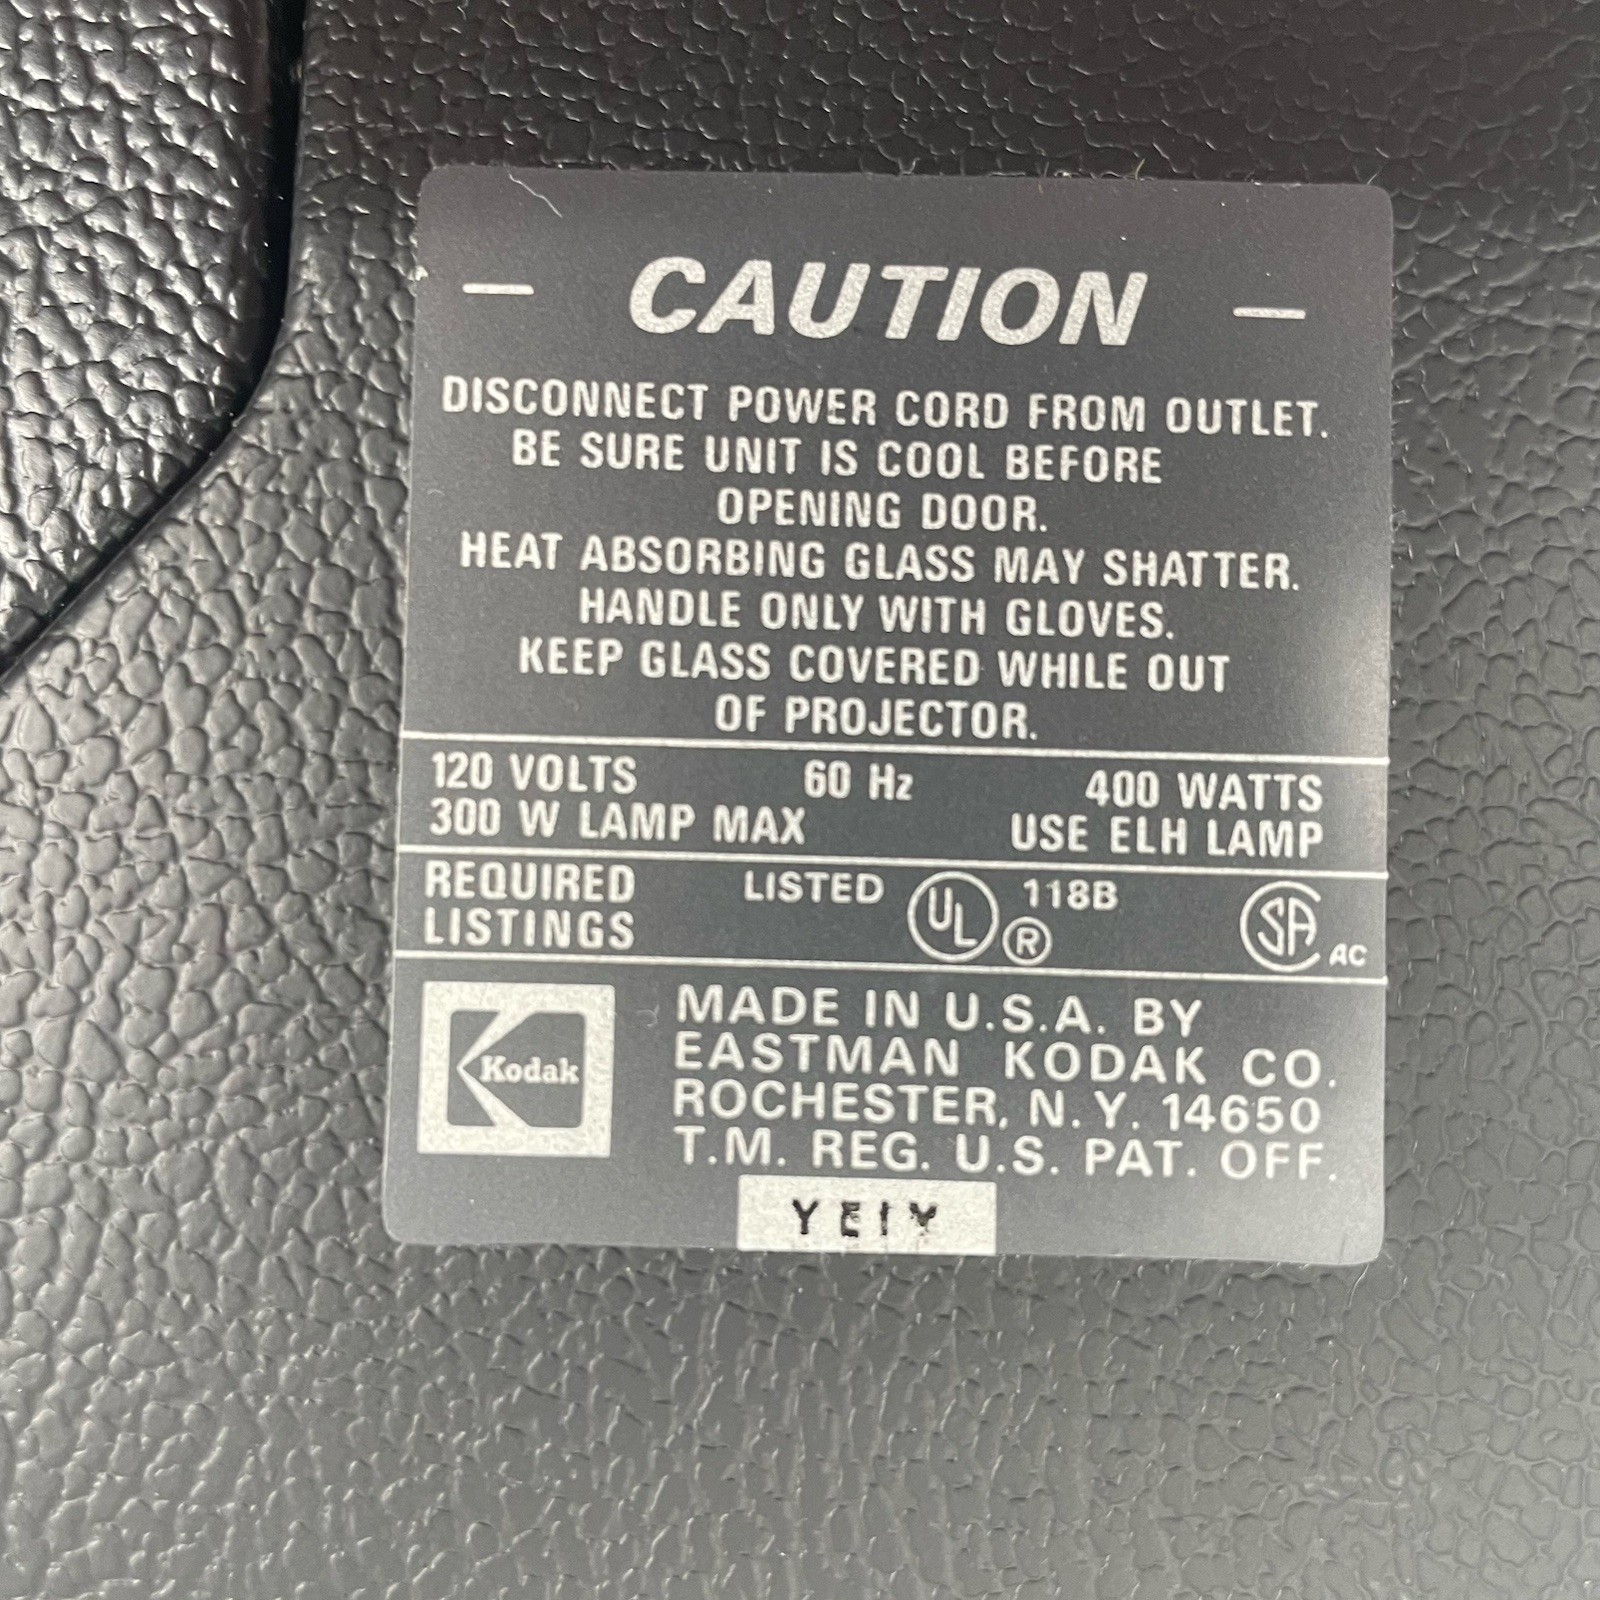 — CAUTION —
DISCONNECT POWER CORD FROM OUTLET.
BE SURE UNIT IS COOL BEFORE
OPENING DOOR.
HEAT ABSORBING GLASS MAY SHATTER.
HANDLE ONLY WITH GLOVES.
KEEP GLASS COVERED WHILE OUT
OF PROJECTOR.
120 VOLTS 60 Hz 400 WATTS
300 W LAMP MAX USE ELH LAMP
REQUIRED LISTINGS LISTED UL ® 118B SA AC
Kodak
MADE IN U.S.A. BY
EASTMAN KODAK CO.
ROCHESTER, N.Y. 14650
T.M. REG. U.S. PAT. OFF.
YEIY